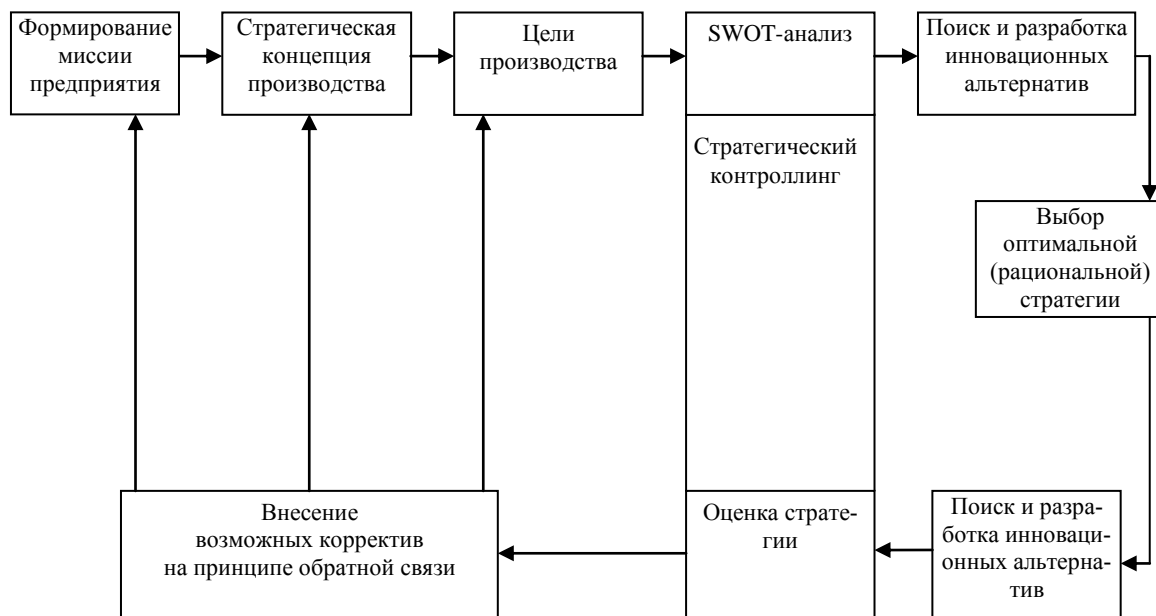 Формирование
миссии
предприятия
Стратегическая
концепция
производства
Цели
производства
SWOT-анализ
Поиск и разработка
инновационных
альтернатив
Стратегический
контроллинг
Выбор
оптимальной
(рациональной)
стратегии
Внесение
возможных корректив
на принципе обратной связи
Оценка страте-
гии
Поиск и разра-
ботка инноваци-
онных альтерна-
тив